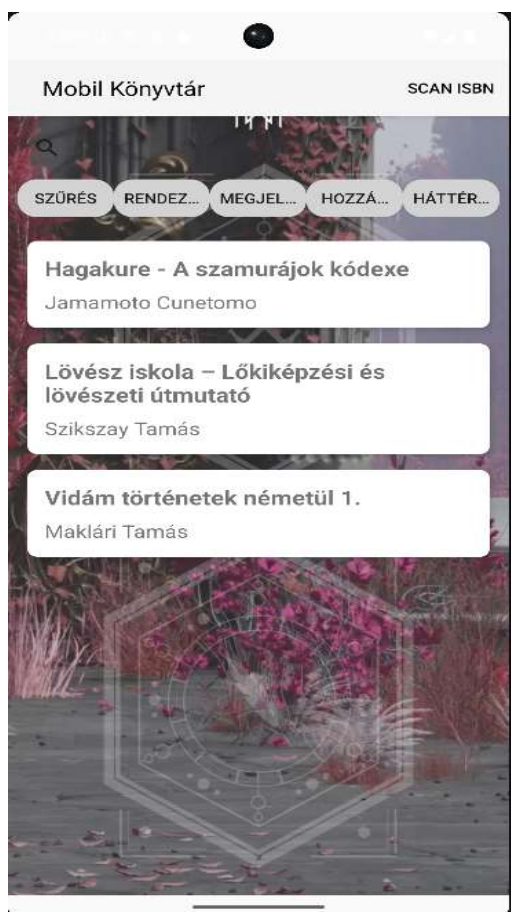 Mobil Könyvtár
SCAN ISBN
SZŰRÉS
RENDEZ...
MEGJEL...
HOZZÁ...
HÁTTÉR...
Hagakure - A szamurájok kódexe
Jamamoto Cunetomo
Lövész iskola – Lőkiképzési és
lövészeti útmutató
Szikszay Tamás
Vidám történetek németül 1.
Maklári Tamás